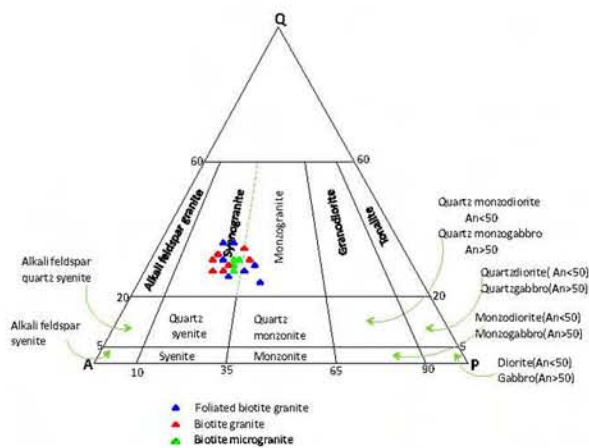 Q
60
60
Alkali feldspar granite
Syenogranite
Monzogranite
Granodiorite
Tonalite
Quartz monzodiorite
An<50
Quartz monzogabbro
An>50
Alkali feldspar
quartz syenite
Quartzdiorite( An<50)
Quartzgabbro(An>50)
20
20
Quartz
syenite
Quartz
monzonite
Monzodiorite(An<50)
Monzogabbro(An>50)
Alkali feldspar
syenite
5
5
Syenite
Monzonite
A
P
10
35
65
90
Diorite(An<50)
Gabbro(An>50)
Foliated biotite granite
Biotite granite
Biotite microgranite